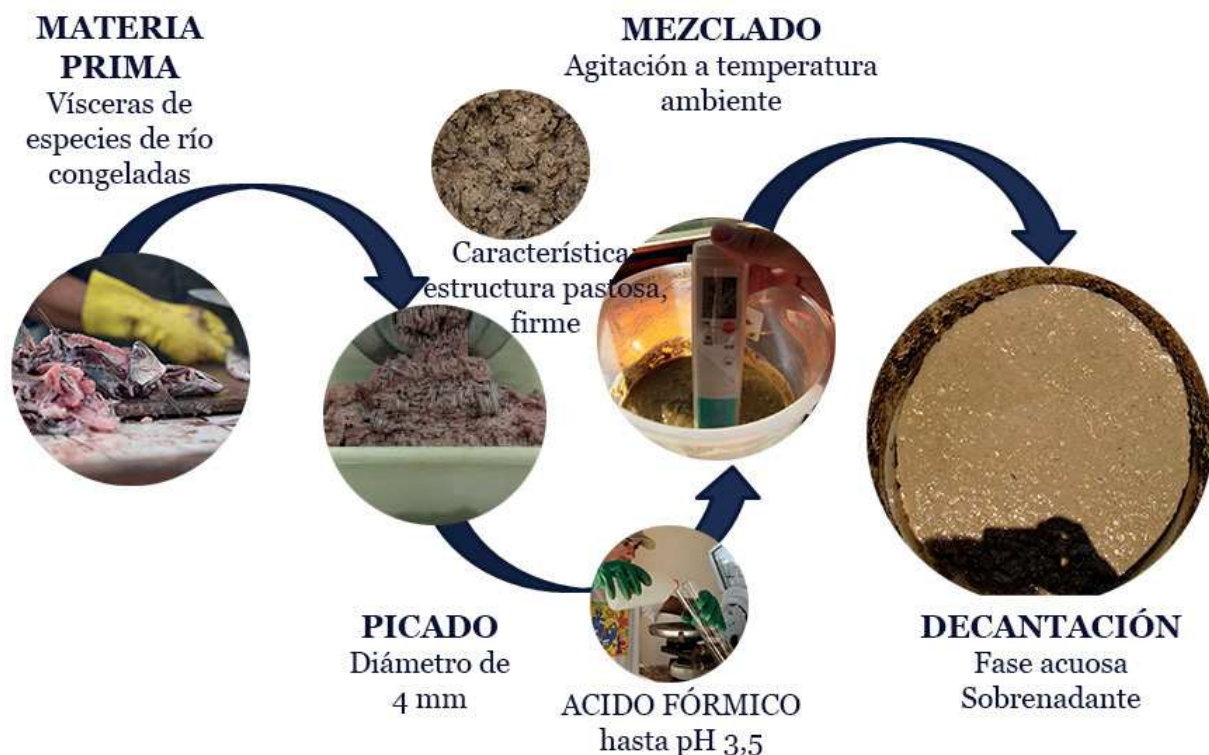 MATERIA
PRIMA
Vísceras de
especies de río
congeladas
PICADO
Diámetro de
4 mm
Característica:
estructura pastosa,
firme
ACIDO FÓRMICO
hasta pH 3,5
MEZCLADO
Agitación a temperatura
ambiente
DECANTACIÓN
Fase acuosa
Sobrenadante